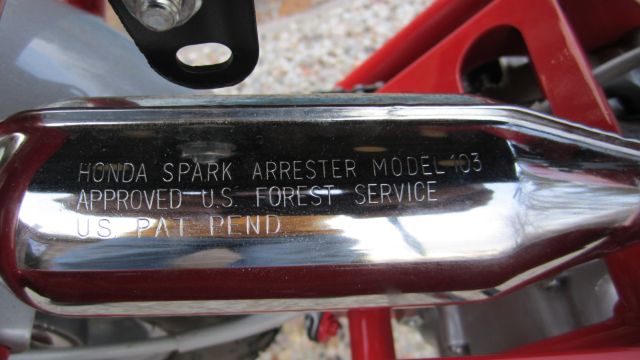 HONDA SPARK ARRESTER MODEL 103
APPROVED U.S. FOREST SERVICE
US PAT PEND